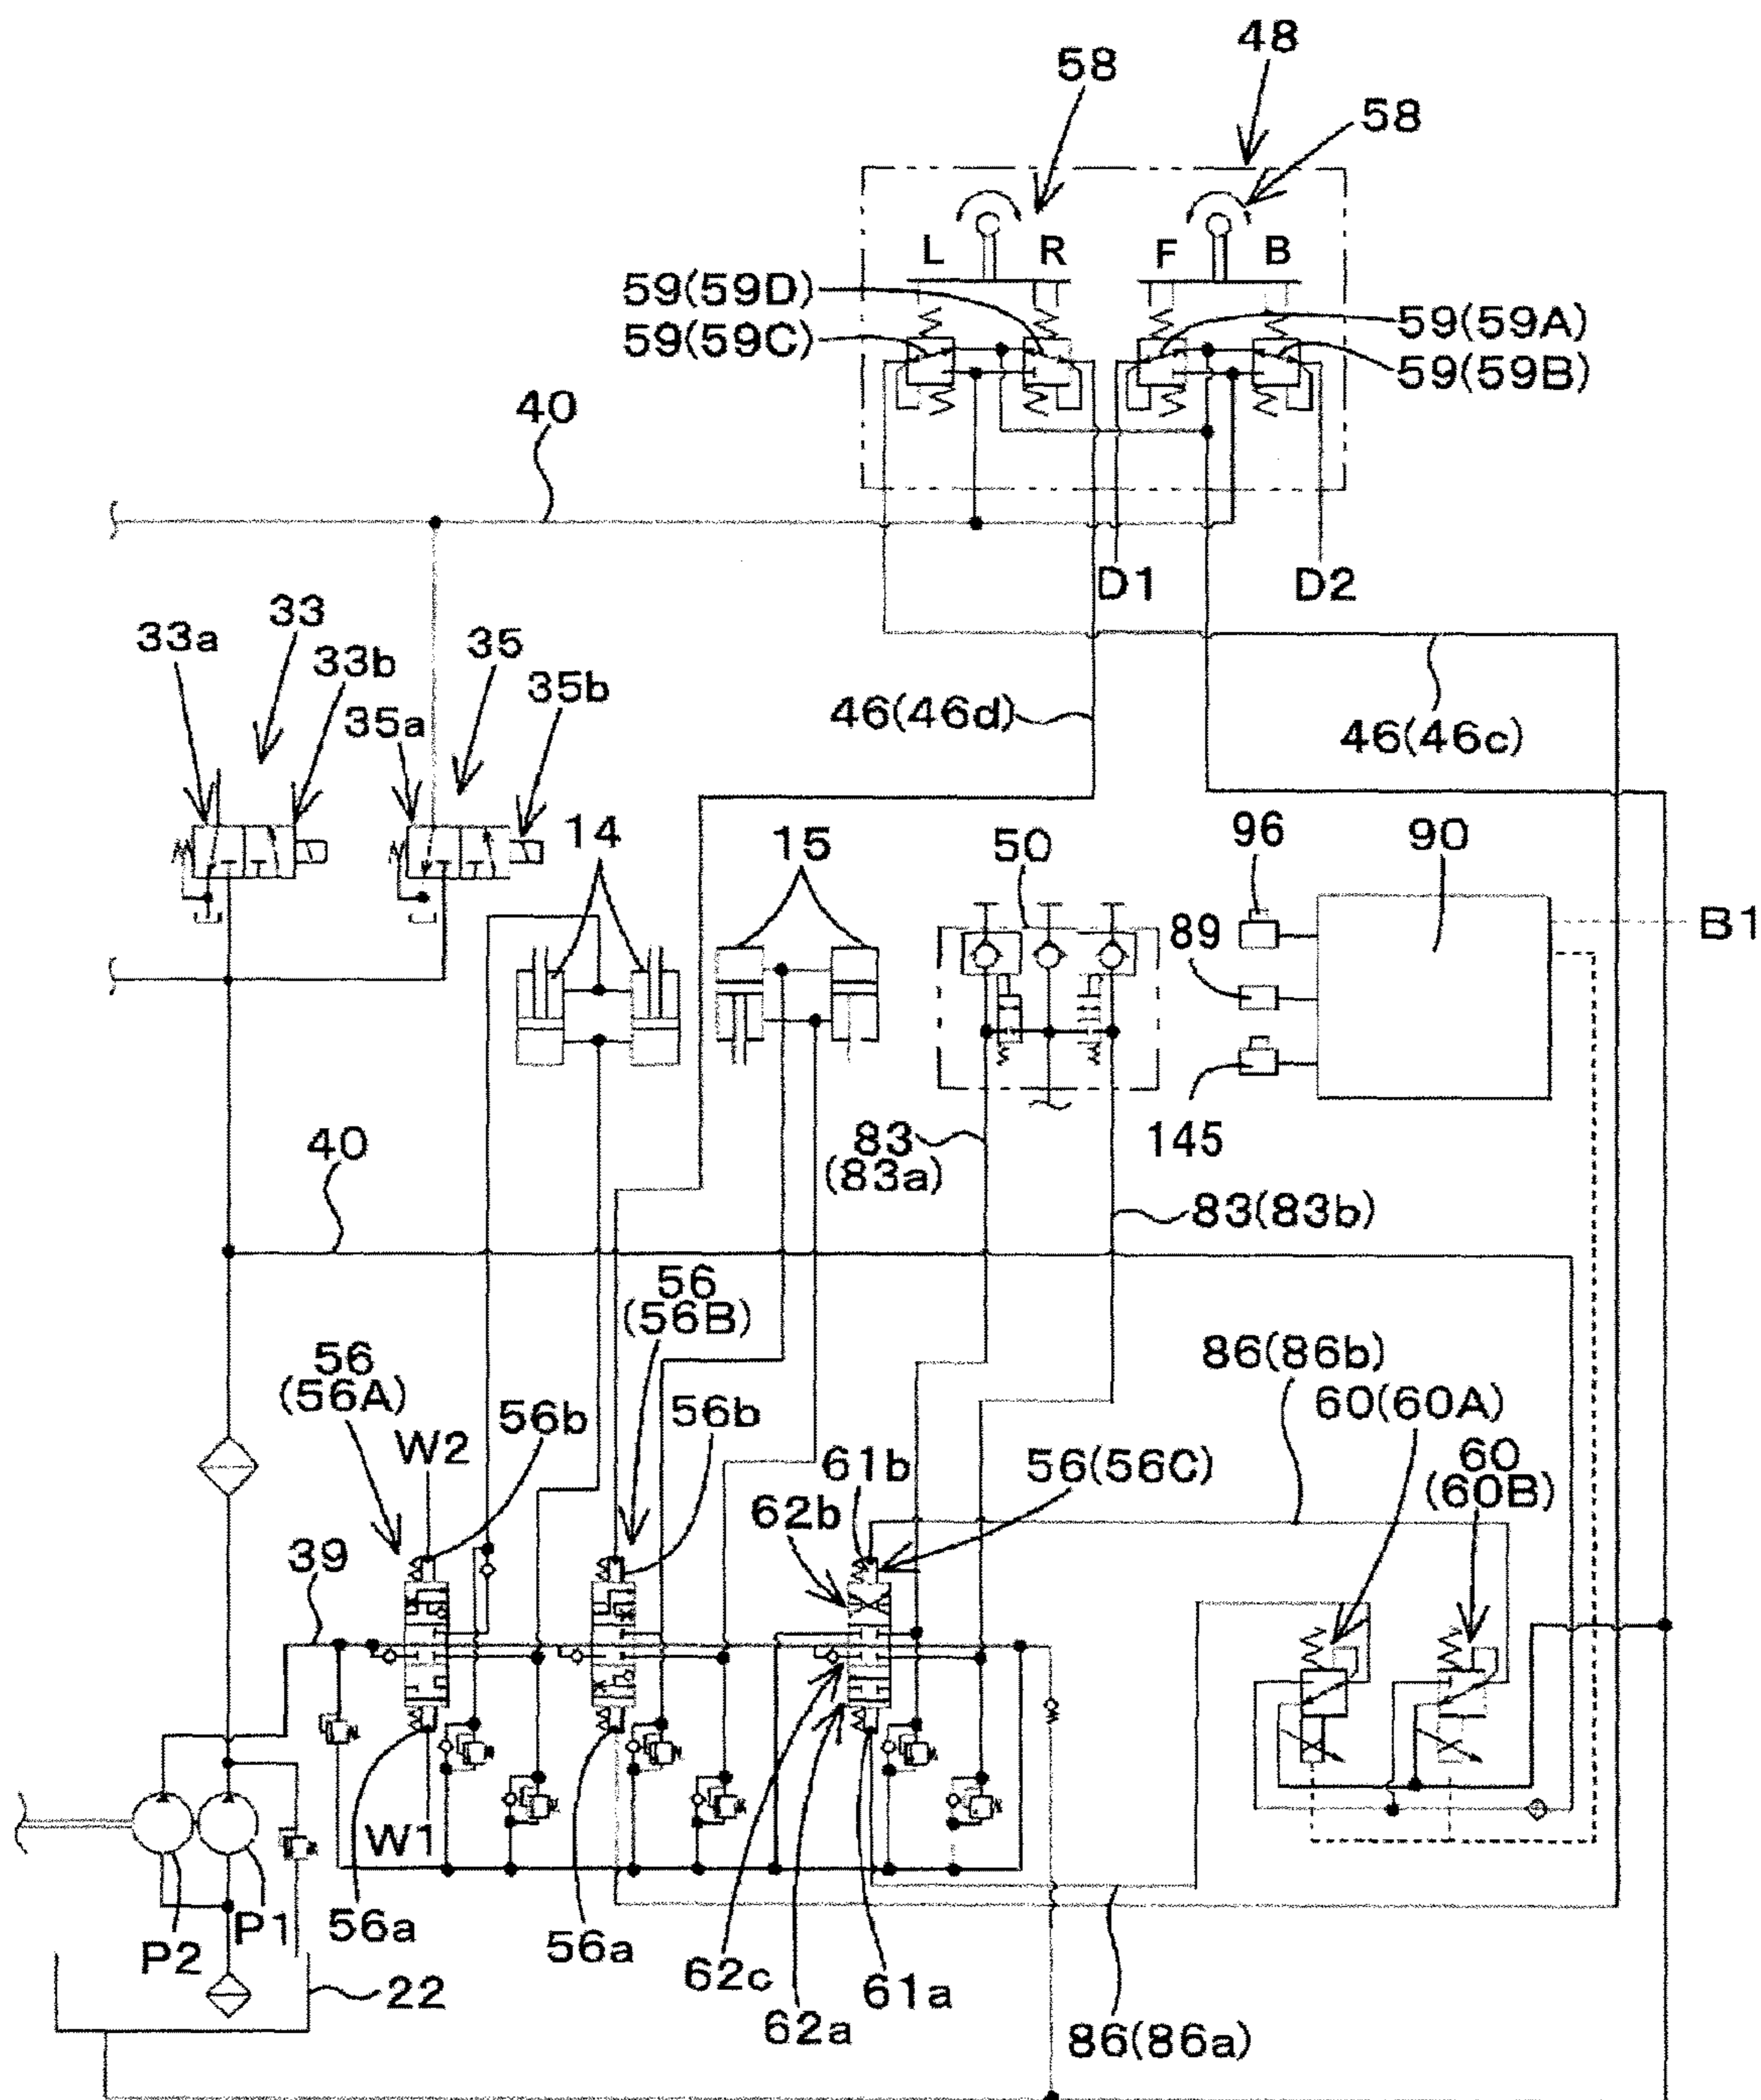 48
58
58
L
R
F
B
59(59D)
59(59A)
59(59C)
59(59B)
40
D1
D2
33
33a
33b
35
35b
35a
46(46d)
46(46c)
14
15
50
96
90
89
B1
145
40
83
(83a)
83(83b)
56
(56B)
56
(56A)
86(86b)
56b
56b
60(60A)
W2
61b
56(56C)
60
(60B)
62b
39
W1
P1
56a
P2
56a
22
62c
61a
62a
86(86a)